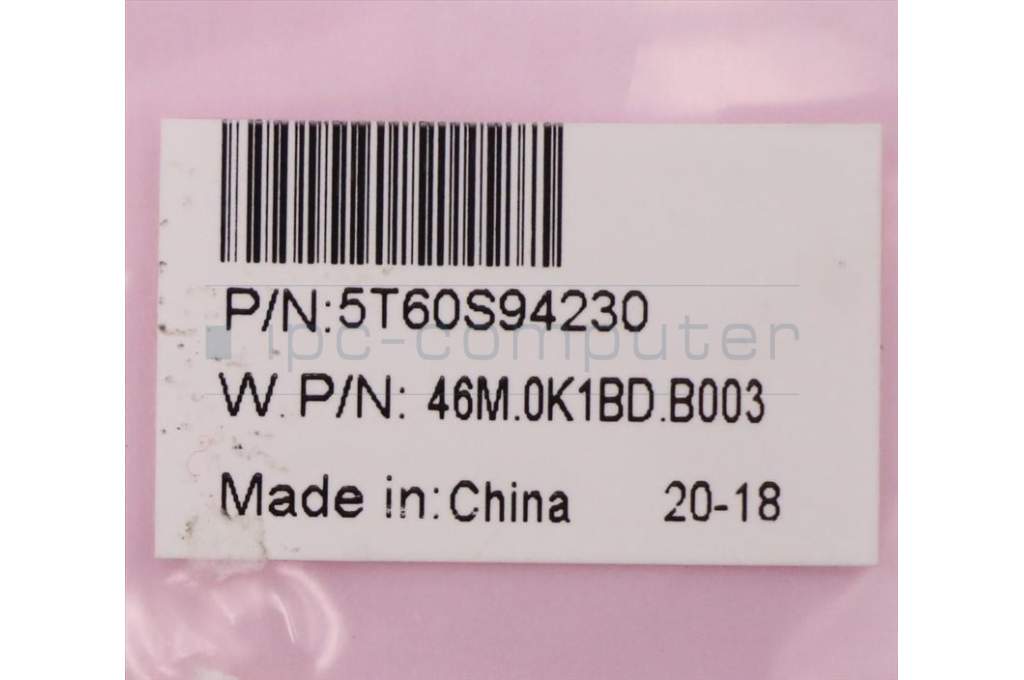 P/N:5T60S94230
ipc-computer
W. P/N: 46M.0K1BD.B003
Made in:China 20-18